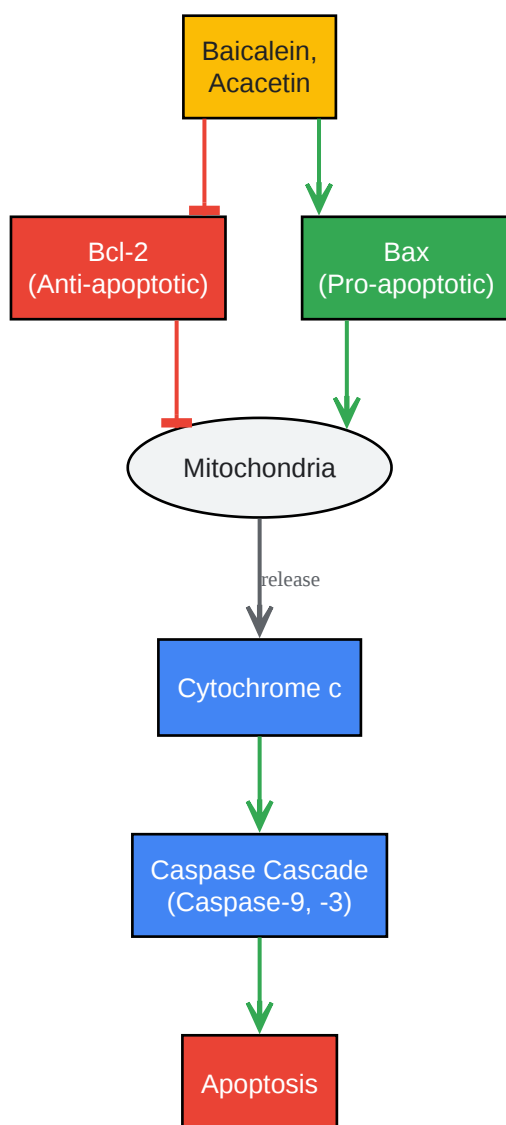 Baicalein,
Acacetin
Bcl-2
(Anti-apoptotic)
Bax
(Pro-apoptotic)
Mitochondria
release
Cytochrome c
Caspase Cascade
(Caspase-9, -3)
Apoptosis